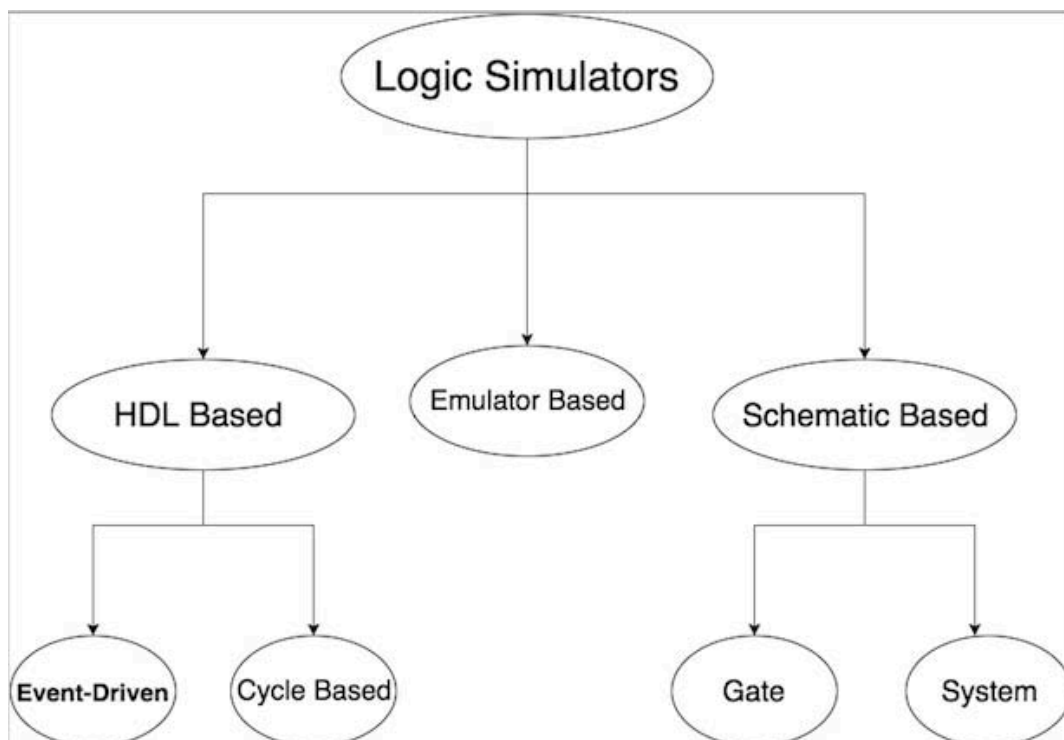 Logic Simulators
HDL Based
Emulator Based
Schematic Based
Event-Driven
Cycle Based
Gate
System